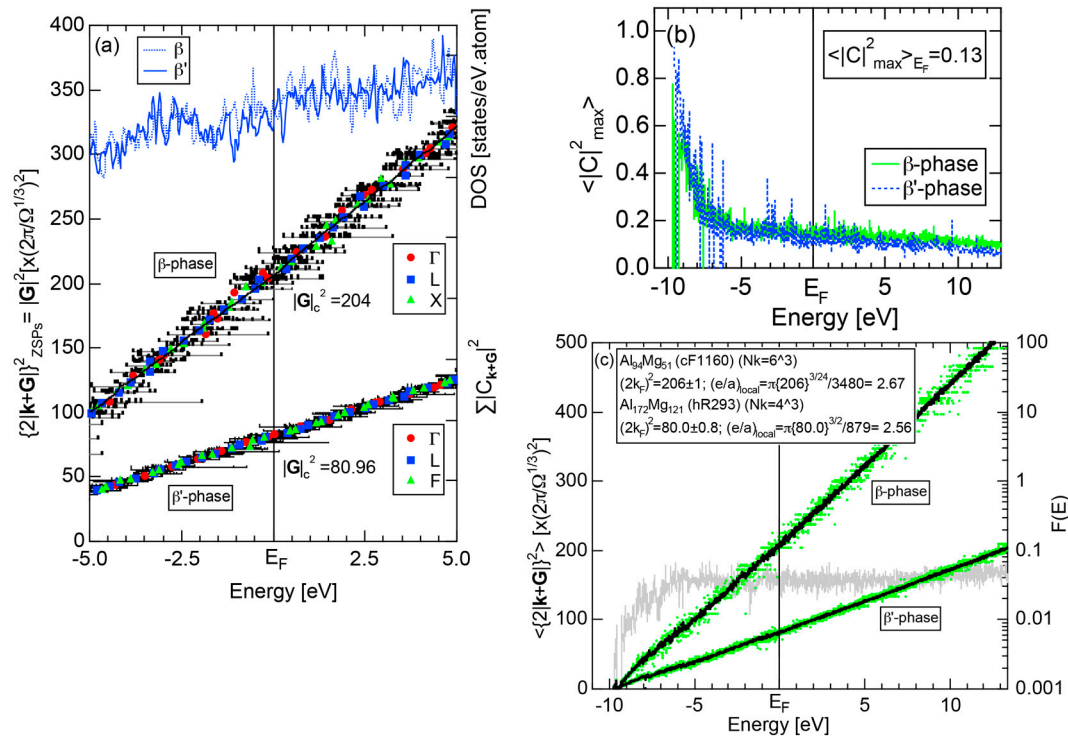 (a)
β
β'
400
350
300
250
200
150
100
50
0
{2|k+G|}²ZSPs = |G|²[x(2π/Ω^1/3)²]
DOS [states/eV.atom]
Σ|Ck+G|²
β-phase
|G|c² =204
Γ
L
X
β'-phase
|G|c² =80.96
Γ
L
F
-5.0 -2.5 EF 2.5 5.0
Energy [eV]
(b)
<|C|²max>EF=0.13
1.0
0.8
0.6
0.4
0.2
0.0
<|C|²max>
β-phase
β'-phase
-10 -5 EF 5 10
Energy [eV]
(c)
Al94Mg51 (cF1160) (Nk=6^3)
(2kF)²=206±1; (e/a)local=π{206}^3/24/3480= 2.67
Al172Mg121 (hR293) (Nk=4^3)
(2kF)²=80.0±0.8; (e/a)local=π{80.0}^3/2/879= 2.56
500
400
300
200
100
0
<{2|k+G|}²> [x(2π/Ω^1/3)²]
100
10
1
0.1
0.01
0.001
F(E)
β-phase
β'-phase
-10 -5 EF 5 10
Energy [eV]